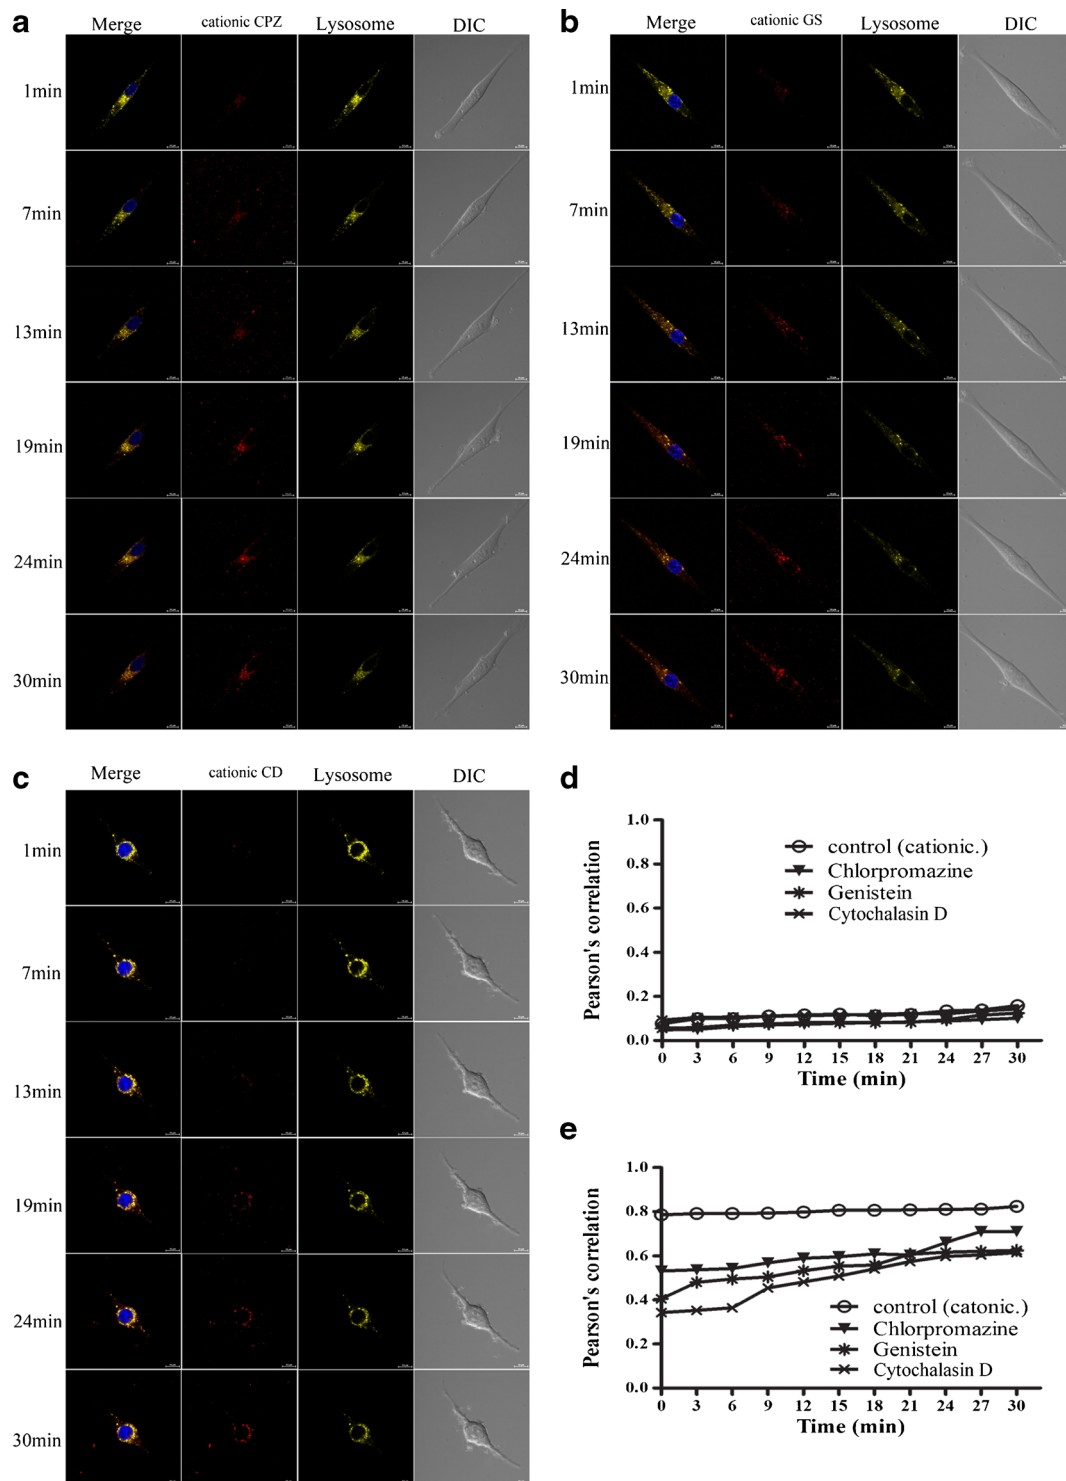 a
Merge cationic CPZ Lysosome DIC
1min
7min
13min
19min
24min
30min
b
Merge cationic GS Lysosome DIC
1min
7min
13min
19min
24min
30min
c
Merge cationic CD Lysosome DIC
1min
7min
13min
19min
24min
30min
d
Pearson's correlation
1.0
0.8
0.6
0.4
0.2
0.0
control (cationic.)
Chlorpromazine
Genistein
Cytochalasin D
0 3 6 9 12 15 18 21 24 27 30
Time (min)
e
Pearson's correlation
1.0
0.8
0.6
0.4
0.2
0.0
control (catonic.)
Chlorpromazine
Genistein
Cytochalasin D
0 3 6 9 12 15 18 21 24 27 30
Time (min)